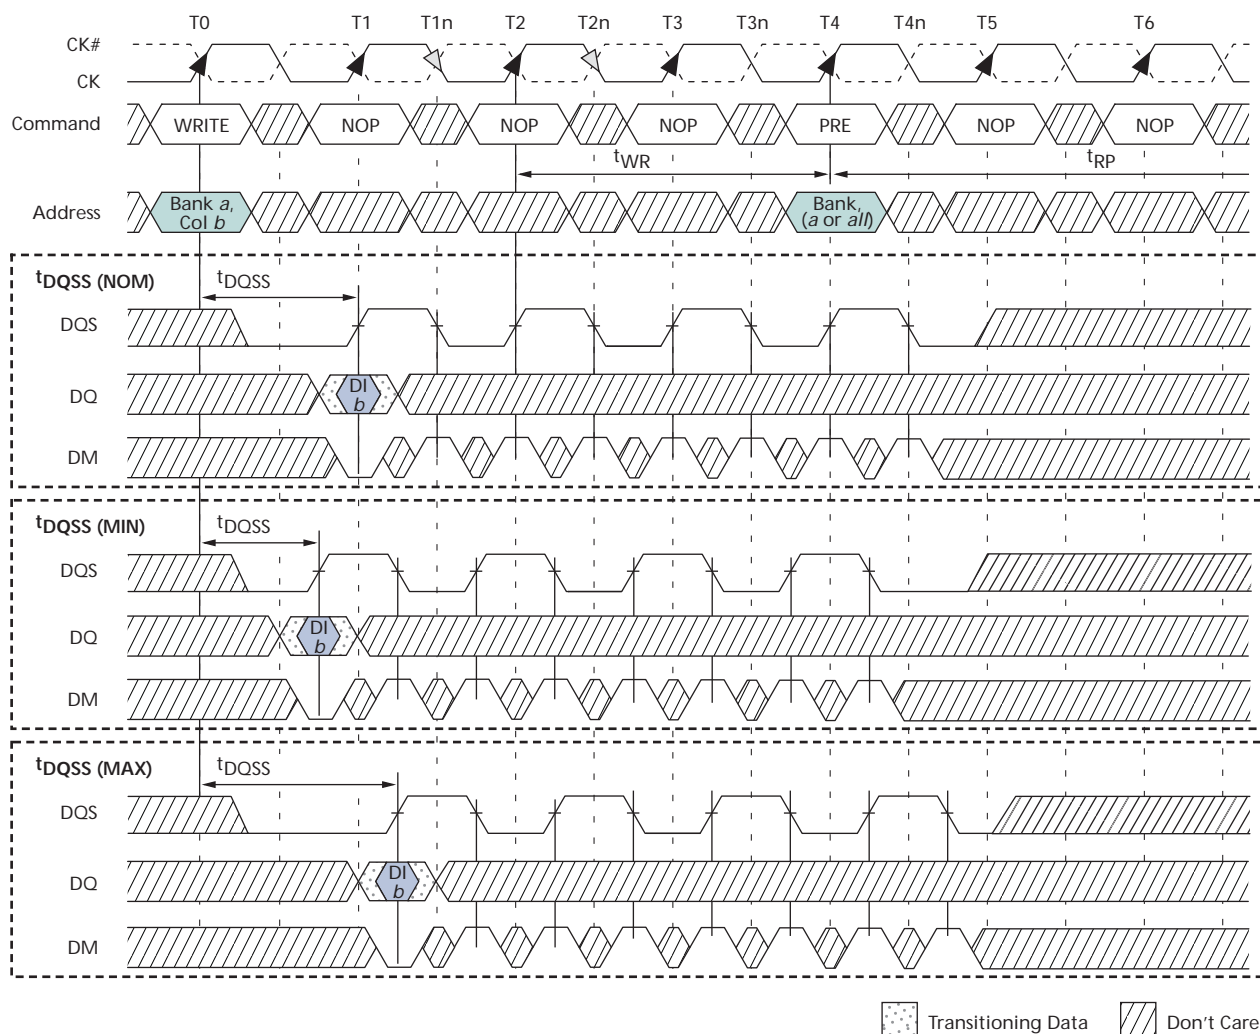 T0 T1 T1n T2 T2n T3 T3n T4 T4n T5 T6
CK#
CK
Command WRITE NOP NOP NOP PRE NOP NOP
tWR tRP
Address Bank a, Col b Bank, (a or all)
tDQSS (NOM) tDQSS
DQS
DQ DI b
DM
tDQSS (MIN) tDQSS
DQS
DQ DI b
DM
tDQSS (MAX) tDQSS
DQS
DQ DI b
DM
Transitioning Data Don't Care